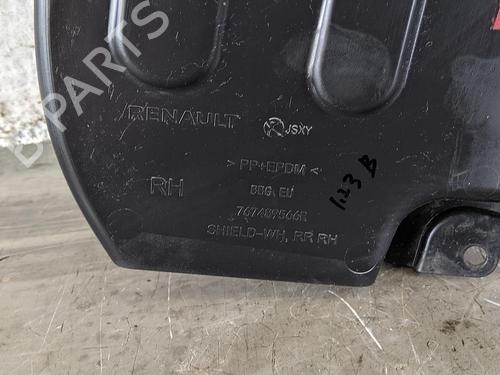 RENAULT JSXY
>PP+EPDM<
RH
BBG.EU
767489566R
SHIELD-WH, RR RH
1.23 B
B-PARTS